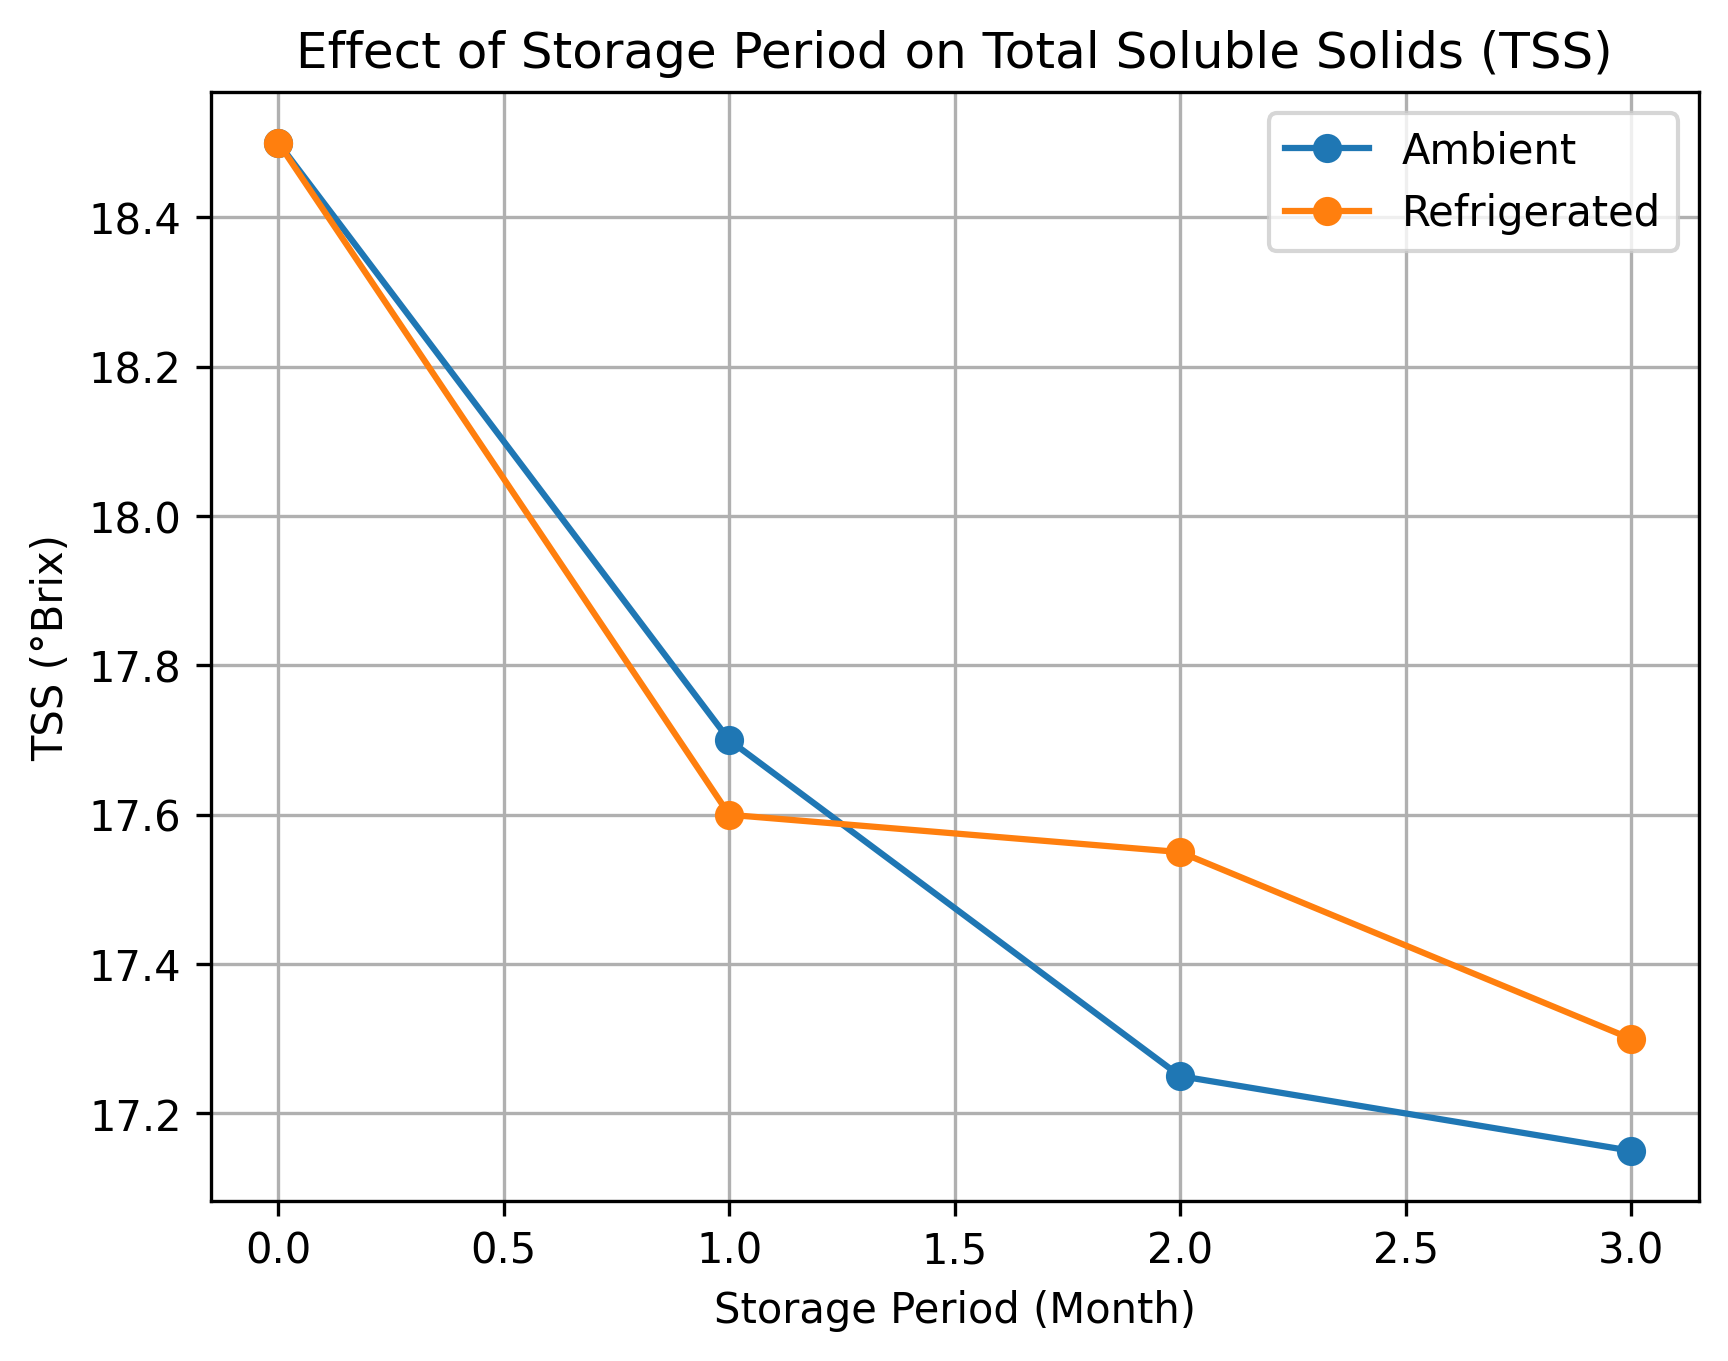 Effect of Storage Period on Total Soluble Solids (TSS)
Ambient
Refrigerated
TSS (°Brix)
18.4
18.2
18.0
17.8
17.6
17.4
17.2
0.0 0.5 1.0 1.5 2.0 2.5 3.0
Storage Period (Month)